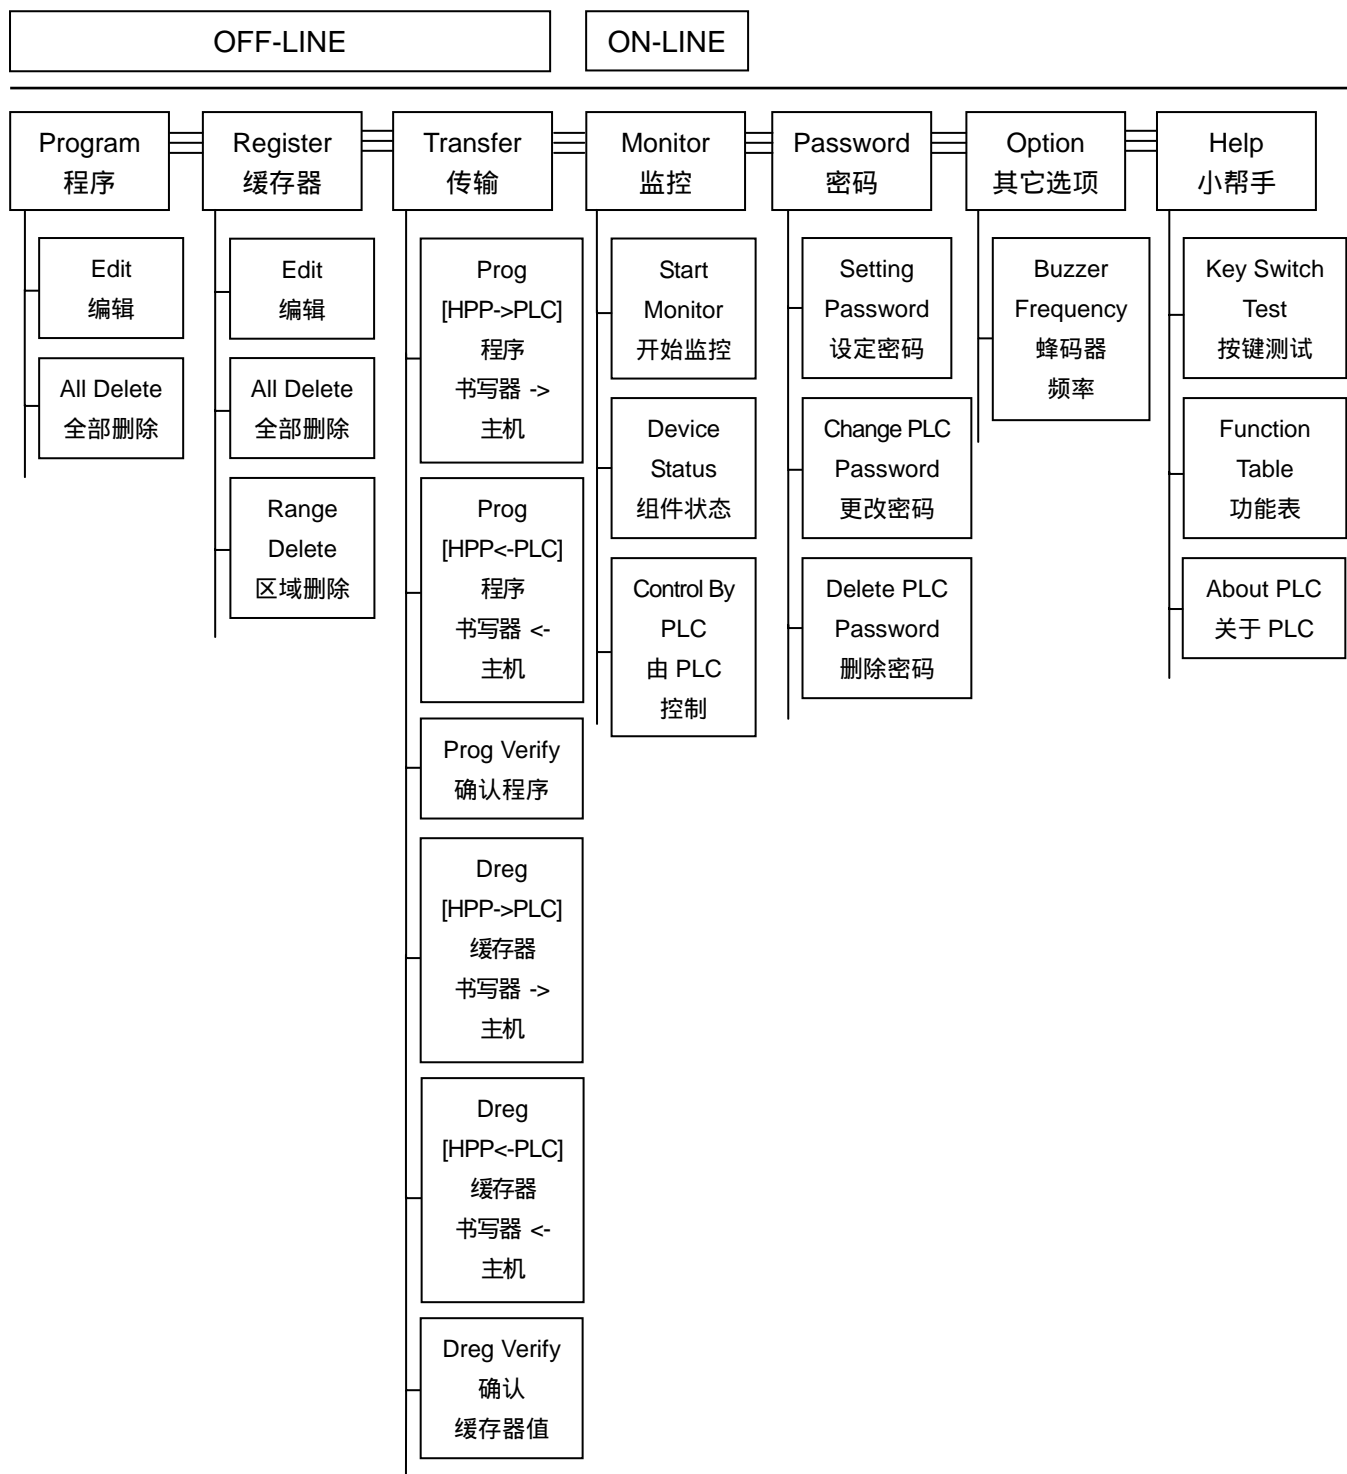 OFF-LINE
ON-LINE
Program
程序
Register
缓存器
Transfer
传输
Monitor
监控
Password
密码
Option
其它选项
Help
小帮手
Edit
编辑
All Delete
全部删除
Edit
编辑
All Delete
全部删除
Range
Delete
区域删除
Prog
[HPP->PLC]
程序
书写器 ->
主机
Prog
[HPP<-PLC]
程序
书写器 <-
主机
Prog Verify
确认程序
Dreg
[HPP->PLC]
缓存器
书写器 ->
主机
Dreg
[HPP<-PLC]
缓存器
书写器 <-
主机
Dreg Verify
确认
缓存器值
Start
Monitor
开始监控
Device
Status
组件状态
Control By
PLC
由 PLC
控制
Setting
Password
设定密码
Change PLC
Password
更改密码
Delete PLC
Password
删除密码
Buzzer
Frequency
蜂码器
频率
Key Switch
Test
按键测试
Function
Table
功能表
About PLC
关于 PLC